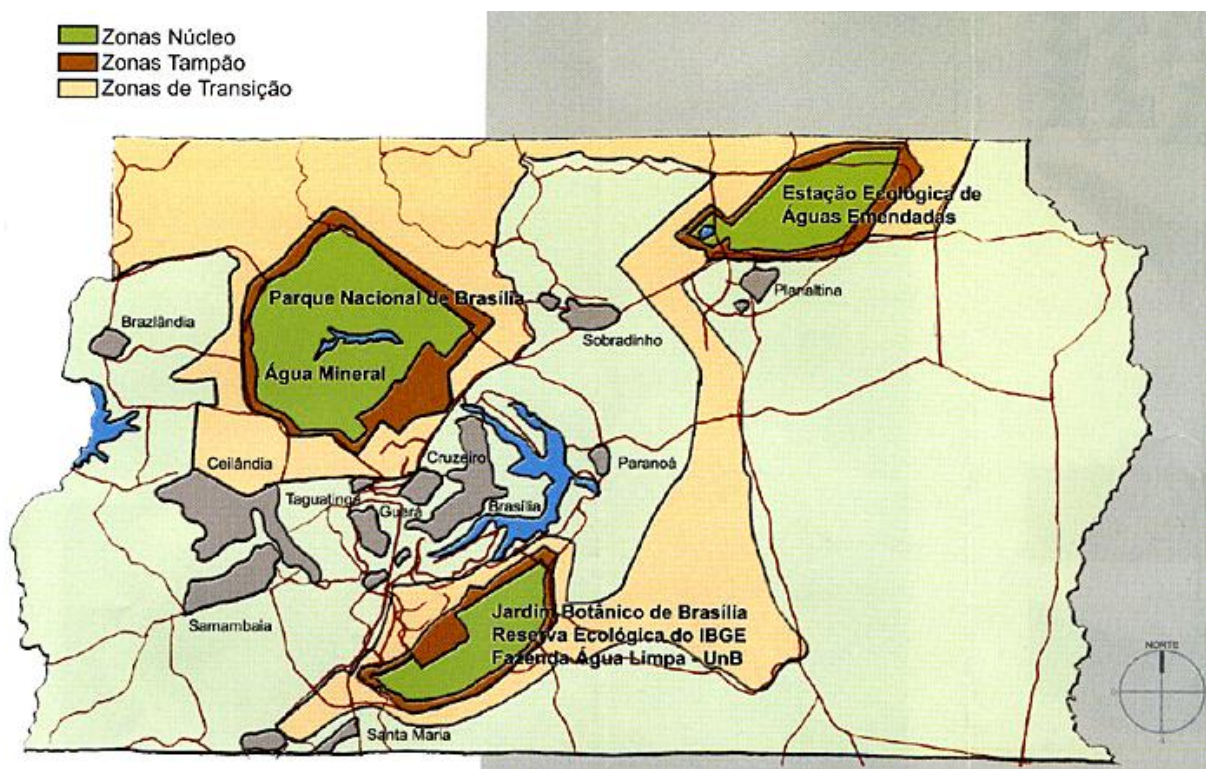 Zonas Núcleo
Zonas Tampão
Zonas de Transição
Estação Ecológica de
Águas Emendadas
Parque Nacional de Brasília
Planaltina
Brazlândia
Sobradinho
Água Mineral
Ceilândia
Cruzeiro
Paranoá
Taguatinga
Guará
Brasília
Jardim Botânico de Brasília
Samambaia
Reserva Ecológica do IBGE
Fazenda Água Limpa - UnB
NORTE
Santa Maria